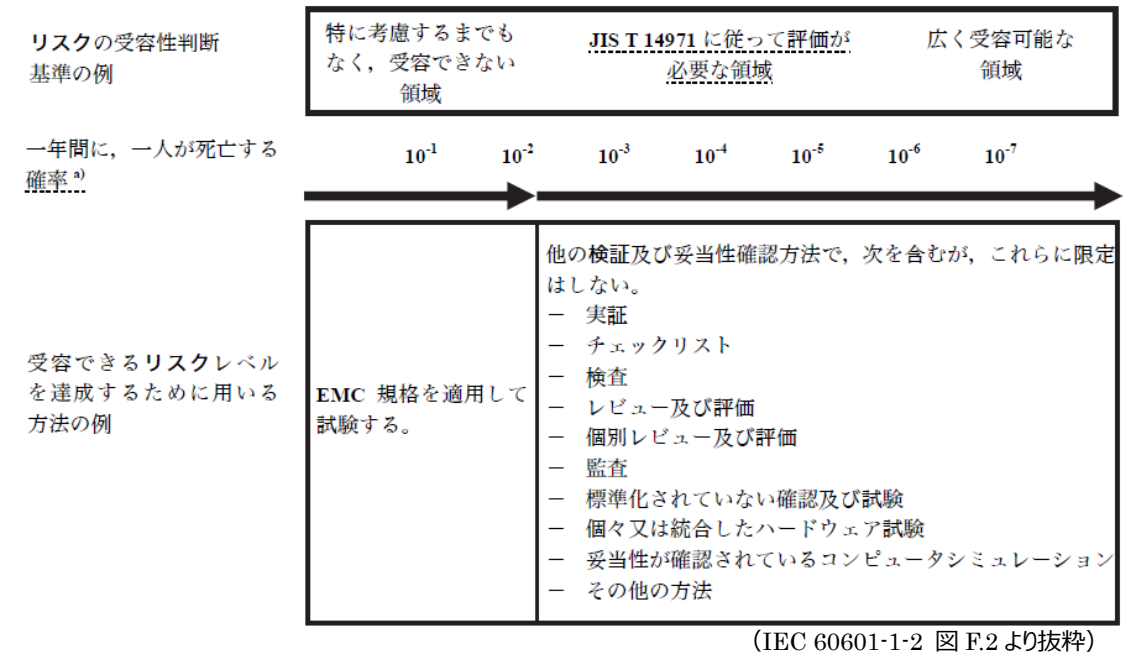 リスクの受容性判断
基準の例
特に考慮するまでも
なく，受容できない
領域
JIS T 14971 に従って評価が
必要な領域
広く受容可能な
領域
一年間に，一人が死亡する
確率 a)
10-1 10-2 10-3 10-4 10-5 10-6 10-7
受容できるリスクレベル
を達成するために用いる
方法の例
EMC 規格を適用して
試験する。
他の検証及び妥当性確認方法で，次を含むが，これらに限定
はしない。
－ 実証
－ チェックリスト
－ 検査
－ レビュー及び評価
－ 個別レビュー及び評価
－ 監査
－ 標準化されていない確認及び試験
－ 個々又は統合したハードウェア試験
－ 妥当性が確認されているコンピュータシミュレーション
－ その他の方法
（IEC 60601-1-2 図 F.2 より抜粋）